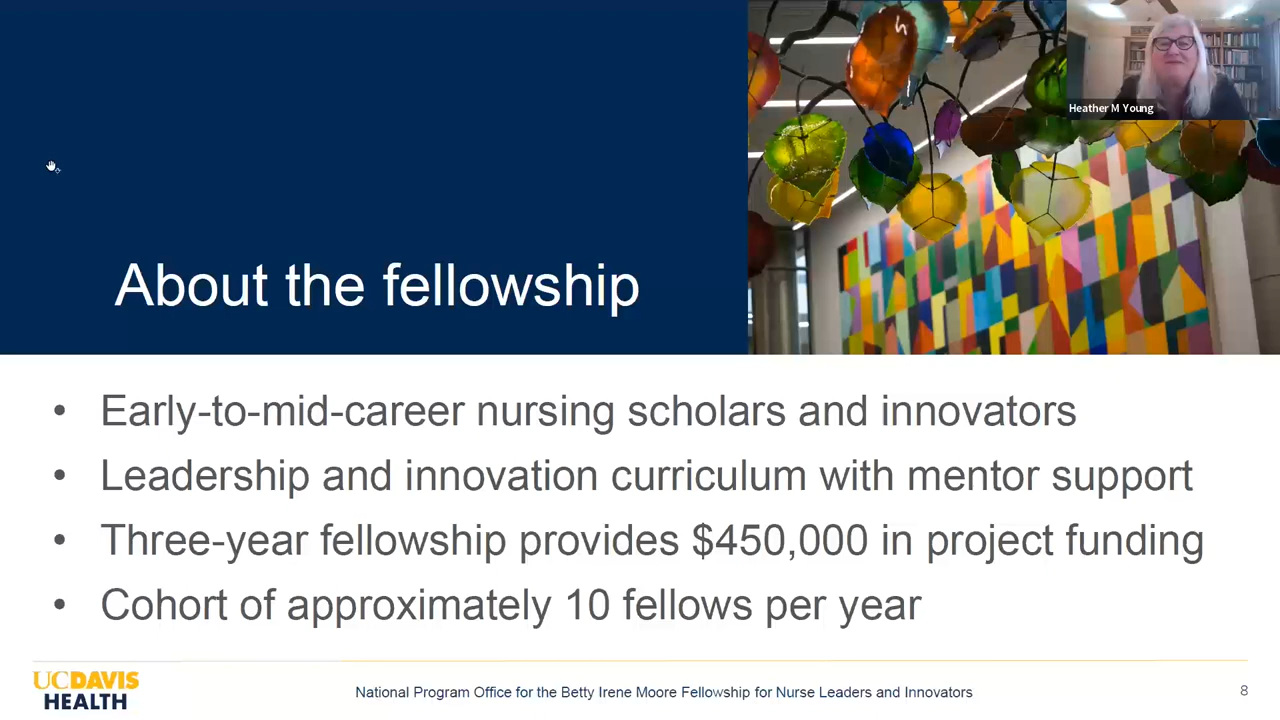 Heather M Young
About the fellowship
• Early-to-mid-career nursing scholars and innovators
• Leadership and innovation curriculum with mentor support
• Three-year fellowship provides $450,000 in project funding
• Cohort of approximately 10 fellows per year
UCDAVIS
HEALTH
National Program Office for the Betty Irene Moore Fellowship for Nurse Leaders and Innovators
8